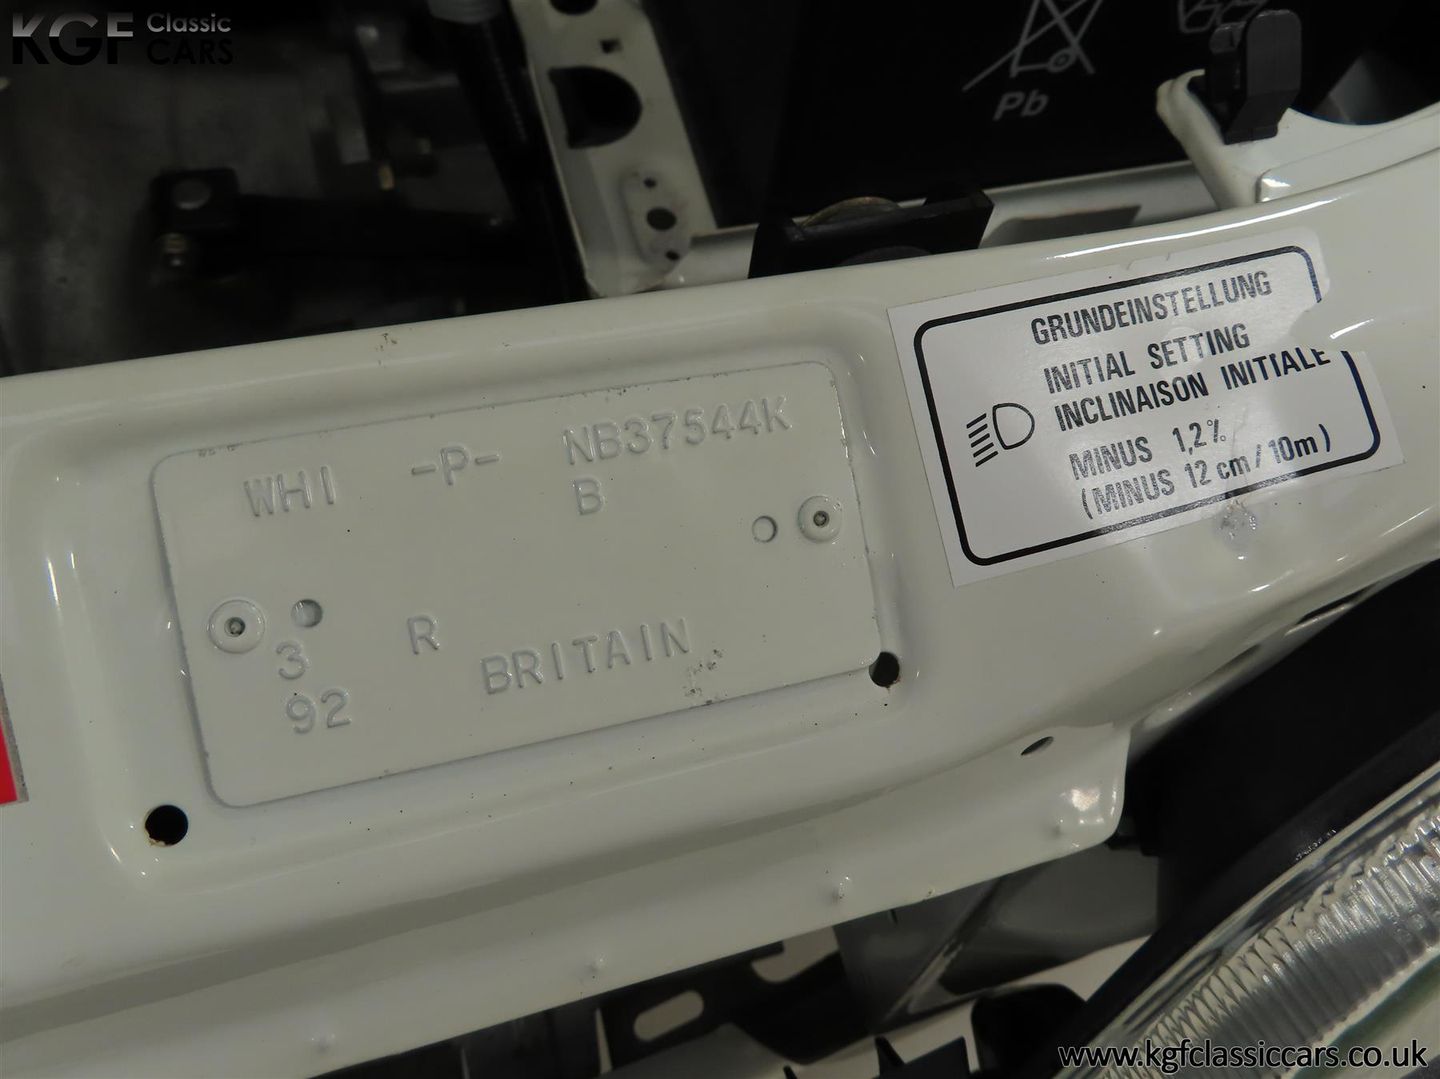 KGF Classic CARS
Pb
WHI -P- NB37544K
B
3 R BRITAIN
92
GRUNDEINSTELLUNG
INITIAL SETTING
INCLINAISON INITIALE
MINUS 1,2%
(MINUS 12 cm / 10m)
www.kgfclassiccars.co.uk